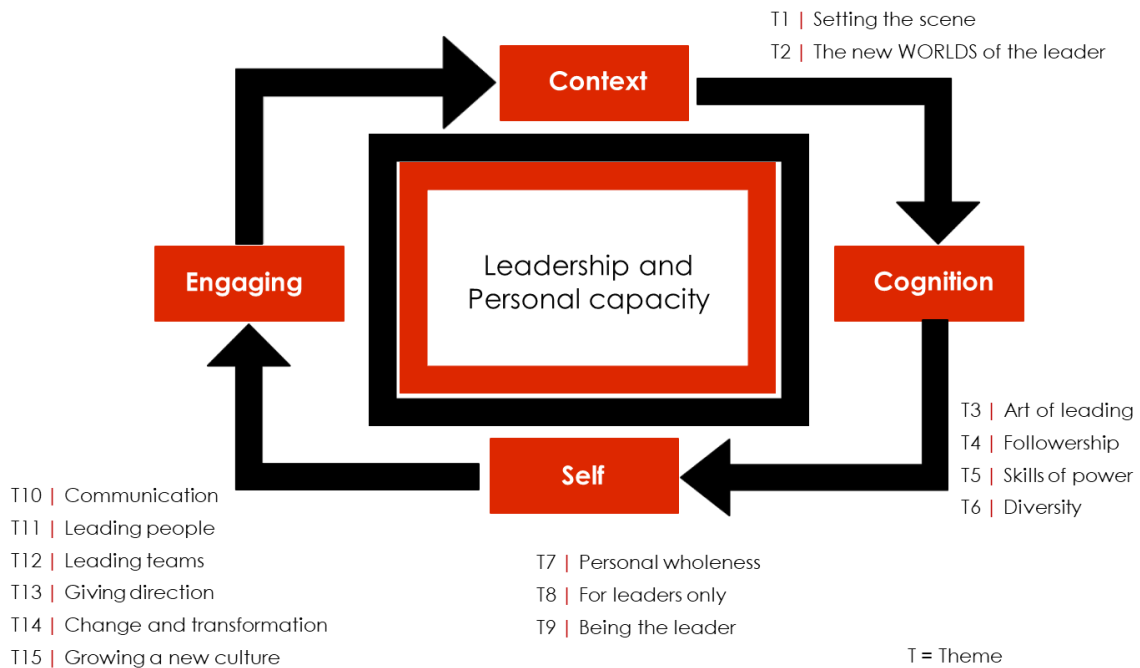 T1 | Setting the scene
T2 | The new WORLDS of the leader
Context
Engaging
Leadership and
Personal capacity
Cognition
T3 | Art of leading
T4 | Followership
T5 | Skills of power
T6 | Diversity
Self
T7 | Personal wholeness
T8 | For leaders only
T9 | Being the leader
T10 | Communication
T11 | Leading people
T12 | Leading teams
T13 | Giving direction
T14 | Change and transformation
T15 | Growing a new culture
T = Theme